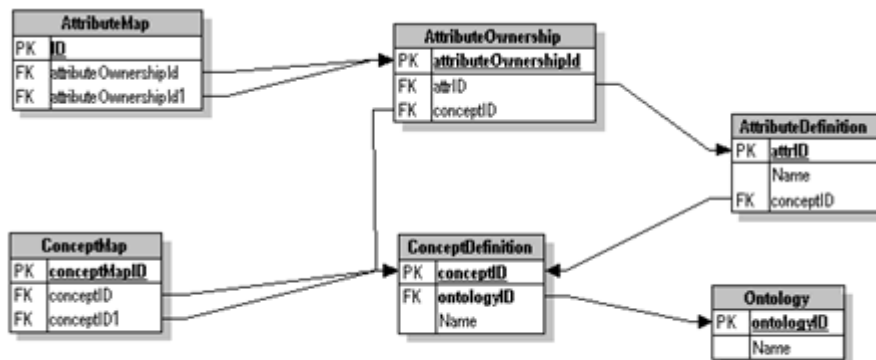 AttributeMap
PK ID
FK attributeOwnershipId
FK attributeOwnershipId1
AttributeOwnership
PK attributeOwnershipId
FK attrID
FK conceptID
AttributeDefinition
PK attrID
Name
FK conceptID
ConceptMap
PK conceptMapID
FK conceptID
FK conceptID1
ConceptDefinition
PK conceptID
FK ontologyID
Name
Ontology
PK ontologyID
Name